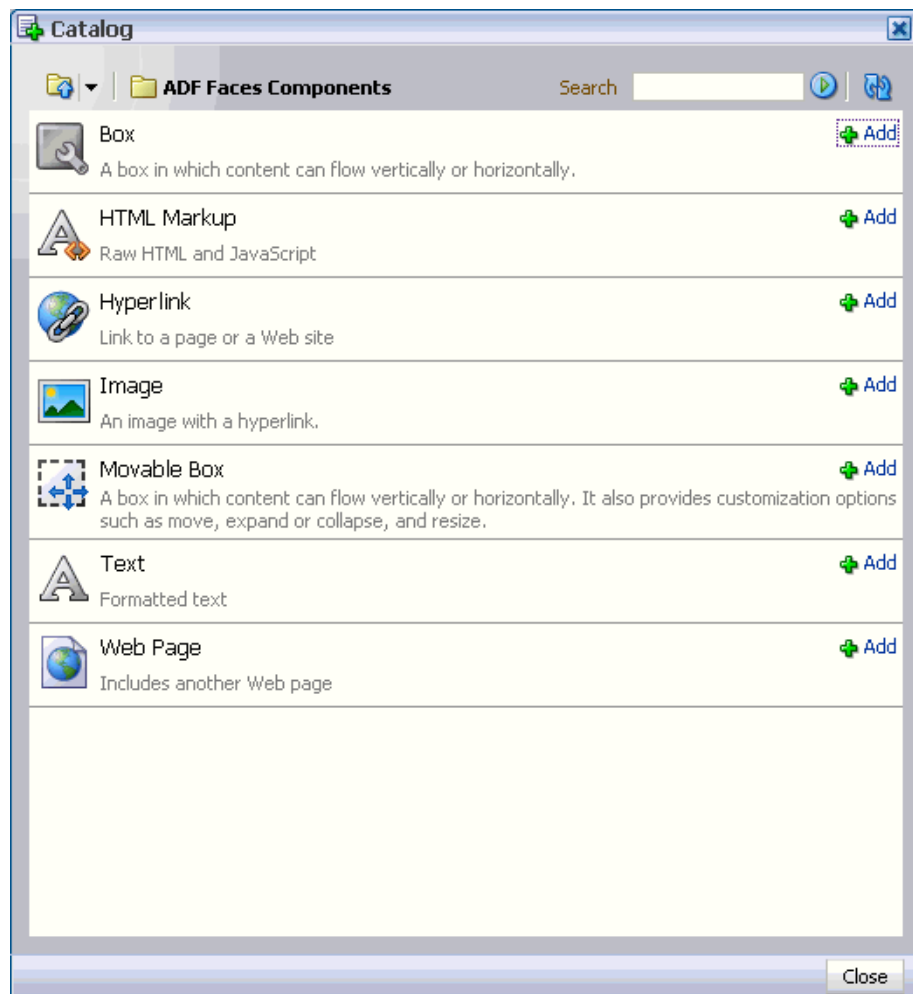 Catalog
ADF Faces Components Search
Box Add
A box in which content can flow vertically or horizontally.
HTML Markup Add
Raw HTML and JavaScript
Hyperlink Add
Link to a page or a Web site
Image Add
An image with a hyperlink.
Movable Box Add
A box in which content can flow vertically or horizontally. It also provides customization options
such as move, expand or collapse, and resize.
Text Add
Formatted text
Web Page Add
Includes another Web page
Close